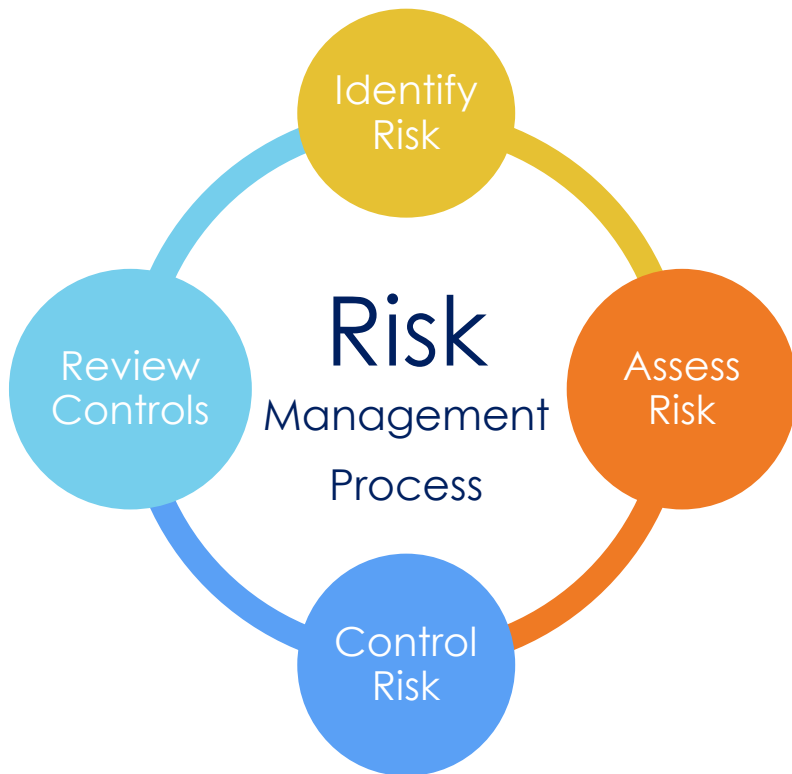 Identify
Risk
Review
Controls
Risk
Management
Process
Assess
Risk
Control
Risk